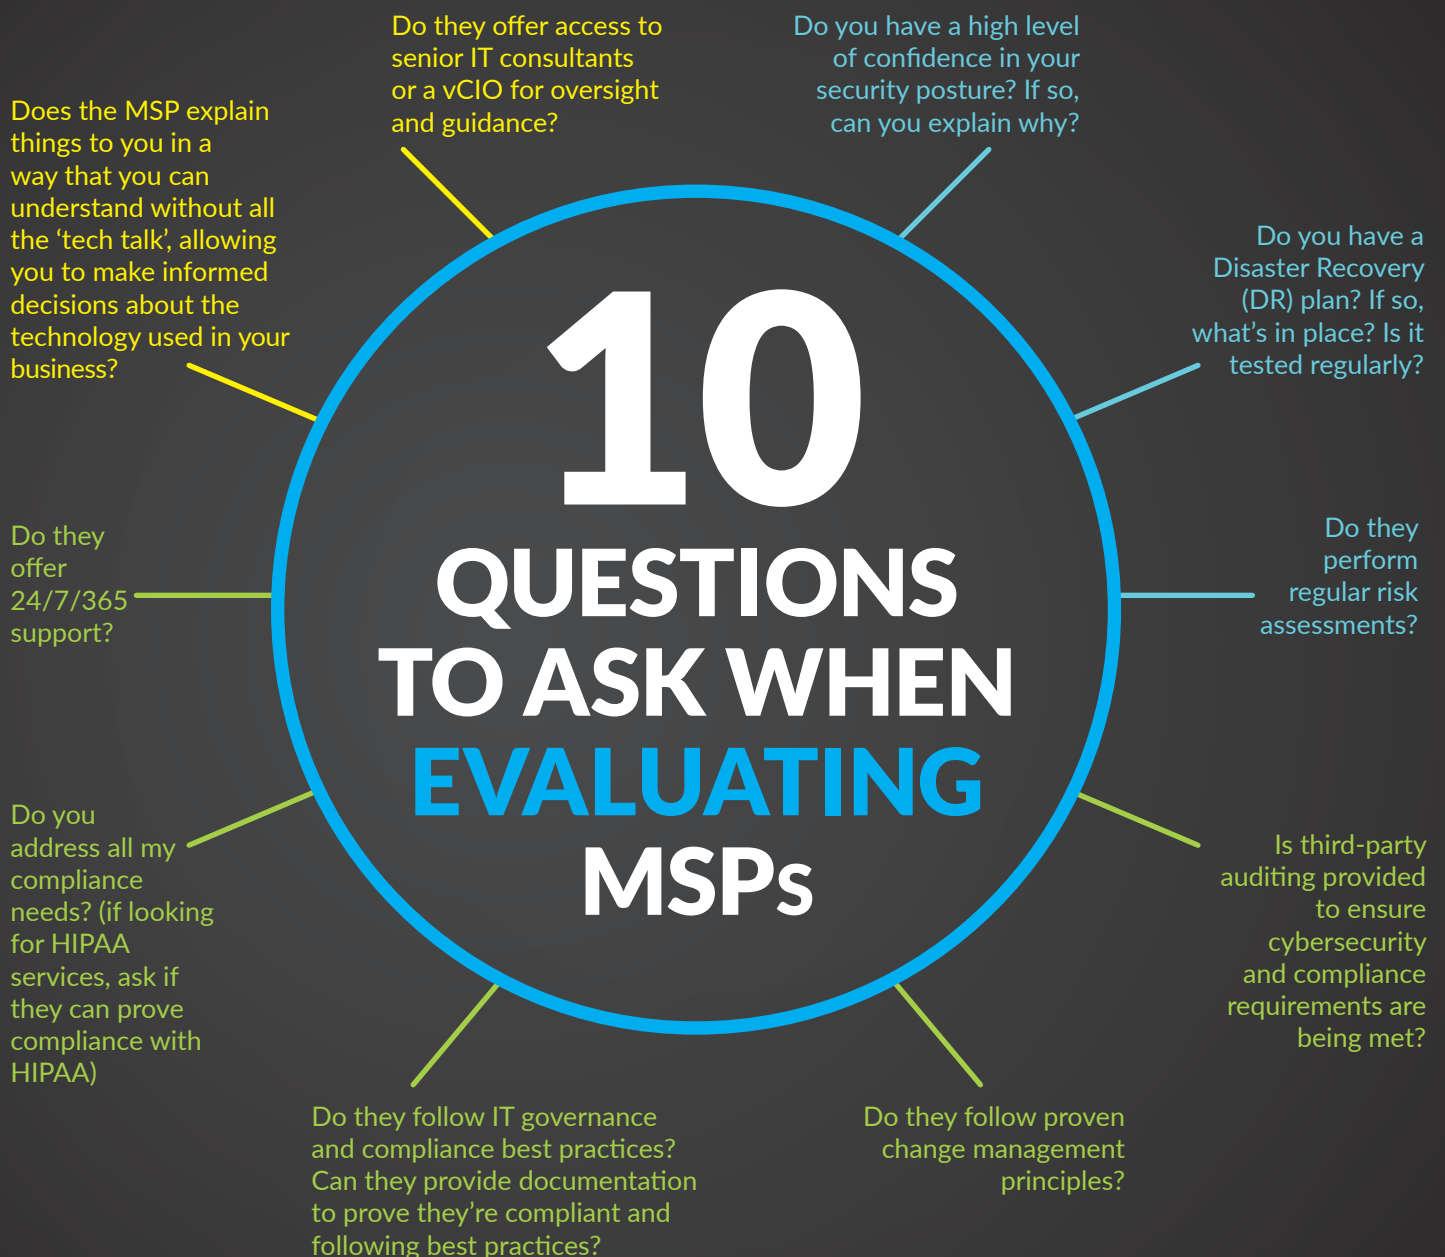 10
QUESTIONS
TO ASK WHEN
EVALUATING
MSPs
Do they offer access to
senior IT consultants
or a vCIO for oversight
and guidance?
Do you have a high level
of confidence in your
security posture? If so,
can you explain why?
Do you have a
Disaster Recovery
(DR) plan? If so,
what's in place? Is it
tested regularly?
Do they
perform
regular risk
assessments?
Is third-party
auditing provided
to ensure
cybersecurity
and compliance
requirements are
being met?
Do they follow proven
change management
principles?
Do they follow IT governance
and compliance best practices?
Can they provide documentation
to prove they're compliant and
following best practices?
Do you
address all my
compliance
needs? (if looking
for HIPAA
services, ask if
they can prove
compliance with
HIPAA)
Do they
offer
24/7/365
support?
Does the MSP explain
things to you in a
way that you can
understand without all
the ‘tech talk’, allowing
you to make informed
decisions about the
technology used in your
business?